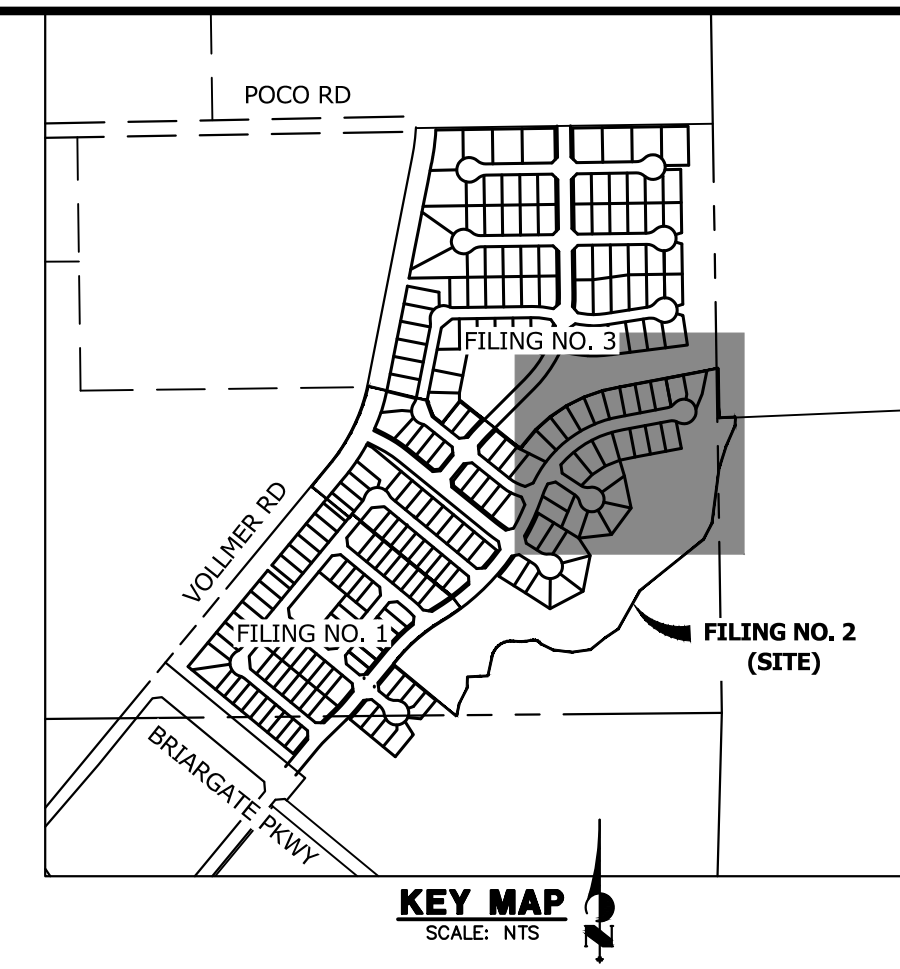 POCO RD
FILING NO. 3
VOLLMER RD
FILING NO. 1
FILING NO. 2
(SITE)
BRIARGATE PKWY
KEY MAP
SCALE: NTS
N